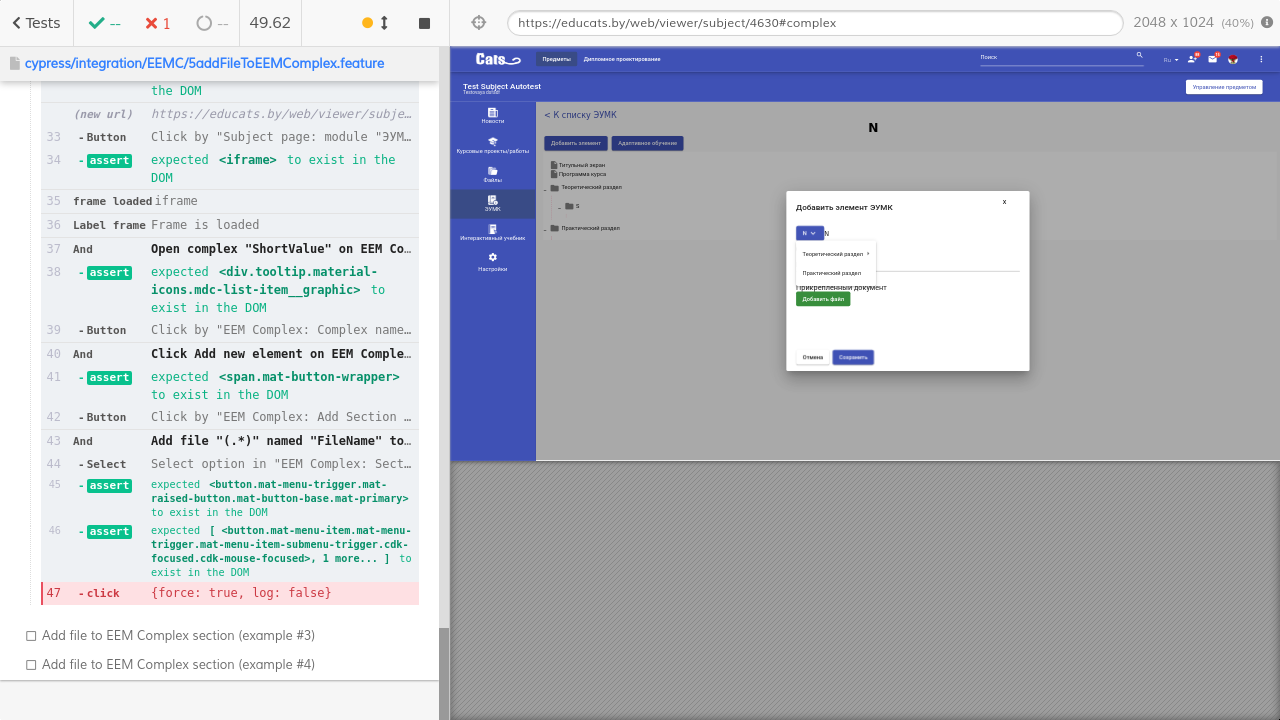 Tests
--
1
--
49.62
https://educats.by/web/viewer/subject/4630#complex
2048 x 1024 (40%)
cypress/integration/EEMC/5addFileToEEMComplex.feature
the DOM
(new url) https://educats.by/web/viewer/subje…
33 - Button Click by "Subject page: module "ЭУМ…
34 - assert expected <iframe> to exist in the
DOM
35 frame loaded iframe
36 Label frame Frame is loaded
37 And Open complex "ShortValue" on EEM Co…
38 - assert expected <div.tooltip.material-
icons.mdc-list-item__graphic> to
exist in the DOM
39 - Button Click by "EEM Complex: Complex name…
40 And Click Add new element on EEM Comple…
41 - assert expected <span.mat-button-wrapper>
to exist in the DOM
42 - Button Click by "EEM Complex: Add Section …
43 And Add file "(.*)" named "FileName" to…
44 - Select Select option in "EEM Complex: Sect…
45 - assert expected <button.mat-menu-trigger.mat-
raised-button.mat-button-base.mat-primary>
to exist in the DOM
46 - assert expected [ <button.mat-menu-item.mat-menu-
trigger.mat-menu-item-submenu-trigger.cdk-
focused.cdk-mouse-focused>, 1 more... ] to
exist in the DOM
47 - click {force: true, log: false}
Add file to EEM Complex section (example #3)
Add file to EEM Complex section (example #4)
Cats
Предметы
Дипломное проектирование
Поиск
Ru
Test Subject Autotest
Управление предметом
Новости
Курсовые проекты/работы
Файлы
ЭУМК
Интерактивный учебник
Настройки
< К списку ЭУМК
N
Добавить элемент
Адаптивное обучение
Титульный экран
Программа курса
Теоретический раздел
S
Практический раздел
Добавить элемент ЭУМК
x
N
N
Теоретический раздел
Практический раздел
Прикрепленный документ
Добавить файл
Отмена
Сохранить